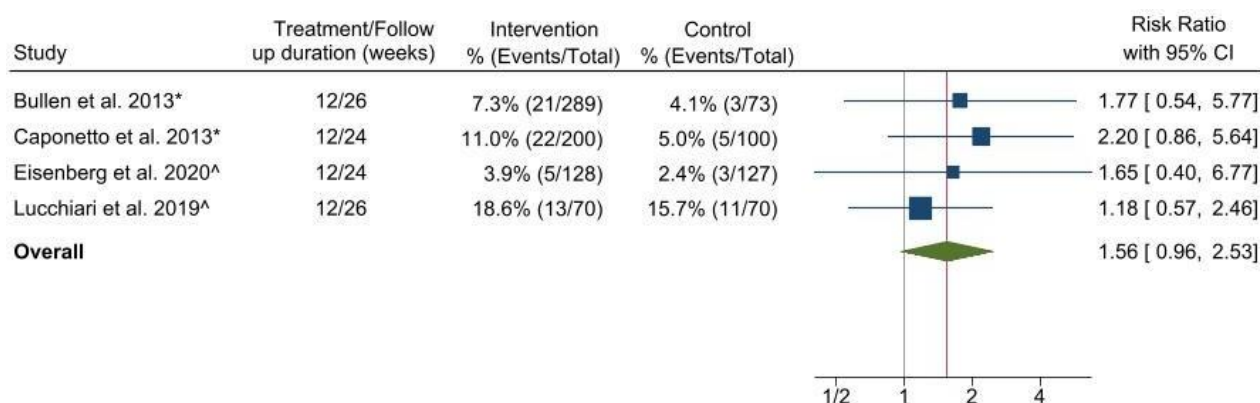 Study Treatment/Follow up duration (weeks) Intervention % (Events/Total) Control % (Events/Total) Risk Ratio with 95% CI
Bullen et al. 2013* 12/26 7.3% (21/289) 4.1% (3/73) 1.77 [ 0.54, 5.77]
Caponetto et al. 2013* 12/24 11.0% (22/200) 5.0% (5/100) 2.20 [ 0.86, 5.64]
Eisenberg et al. 2020^ 12/24 3.9% (5/128) 2.4% (3/127) 1.65 [ 0.40, 6.77]
Lucchiari et al. 2019^ 12/26 18.6% (13/70) 15.7% (11/70) 1.18 [ 0.57, 2.46]
Overall 1.56 [ 0.96, 2.53]
1/2 1 2 4